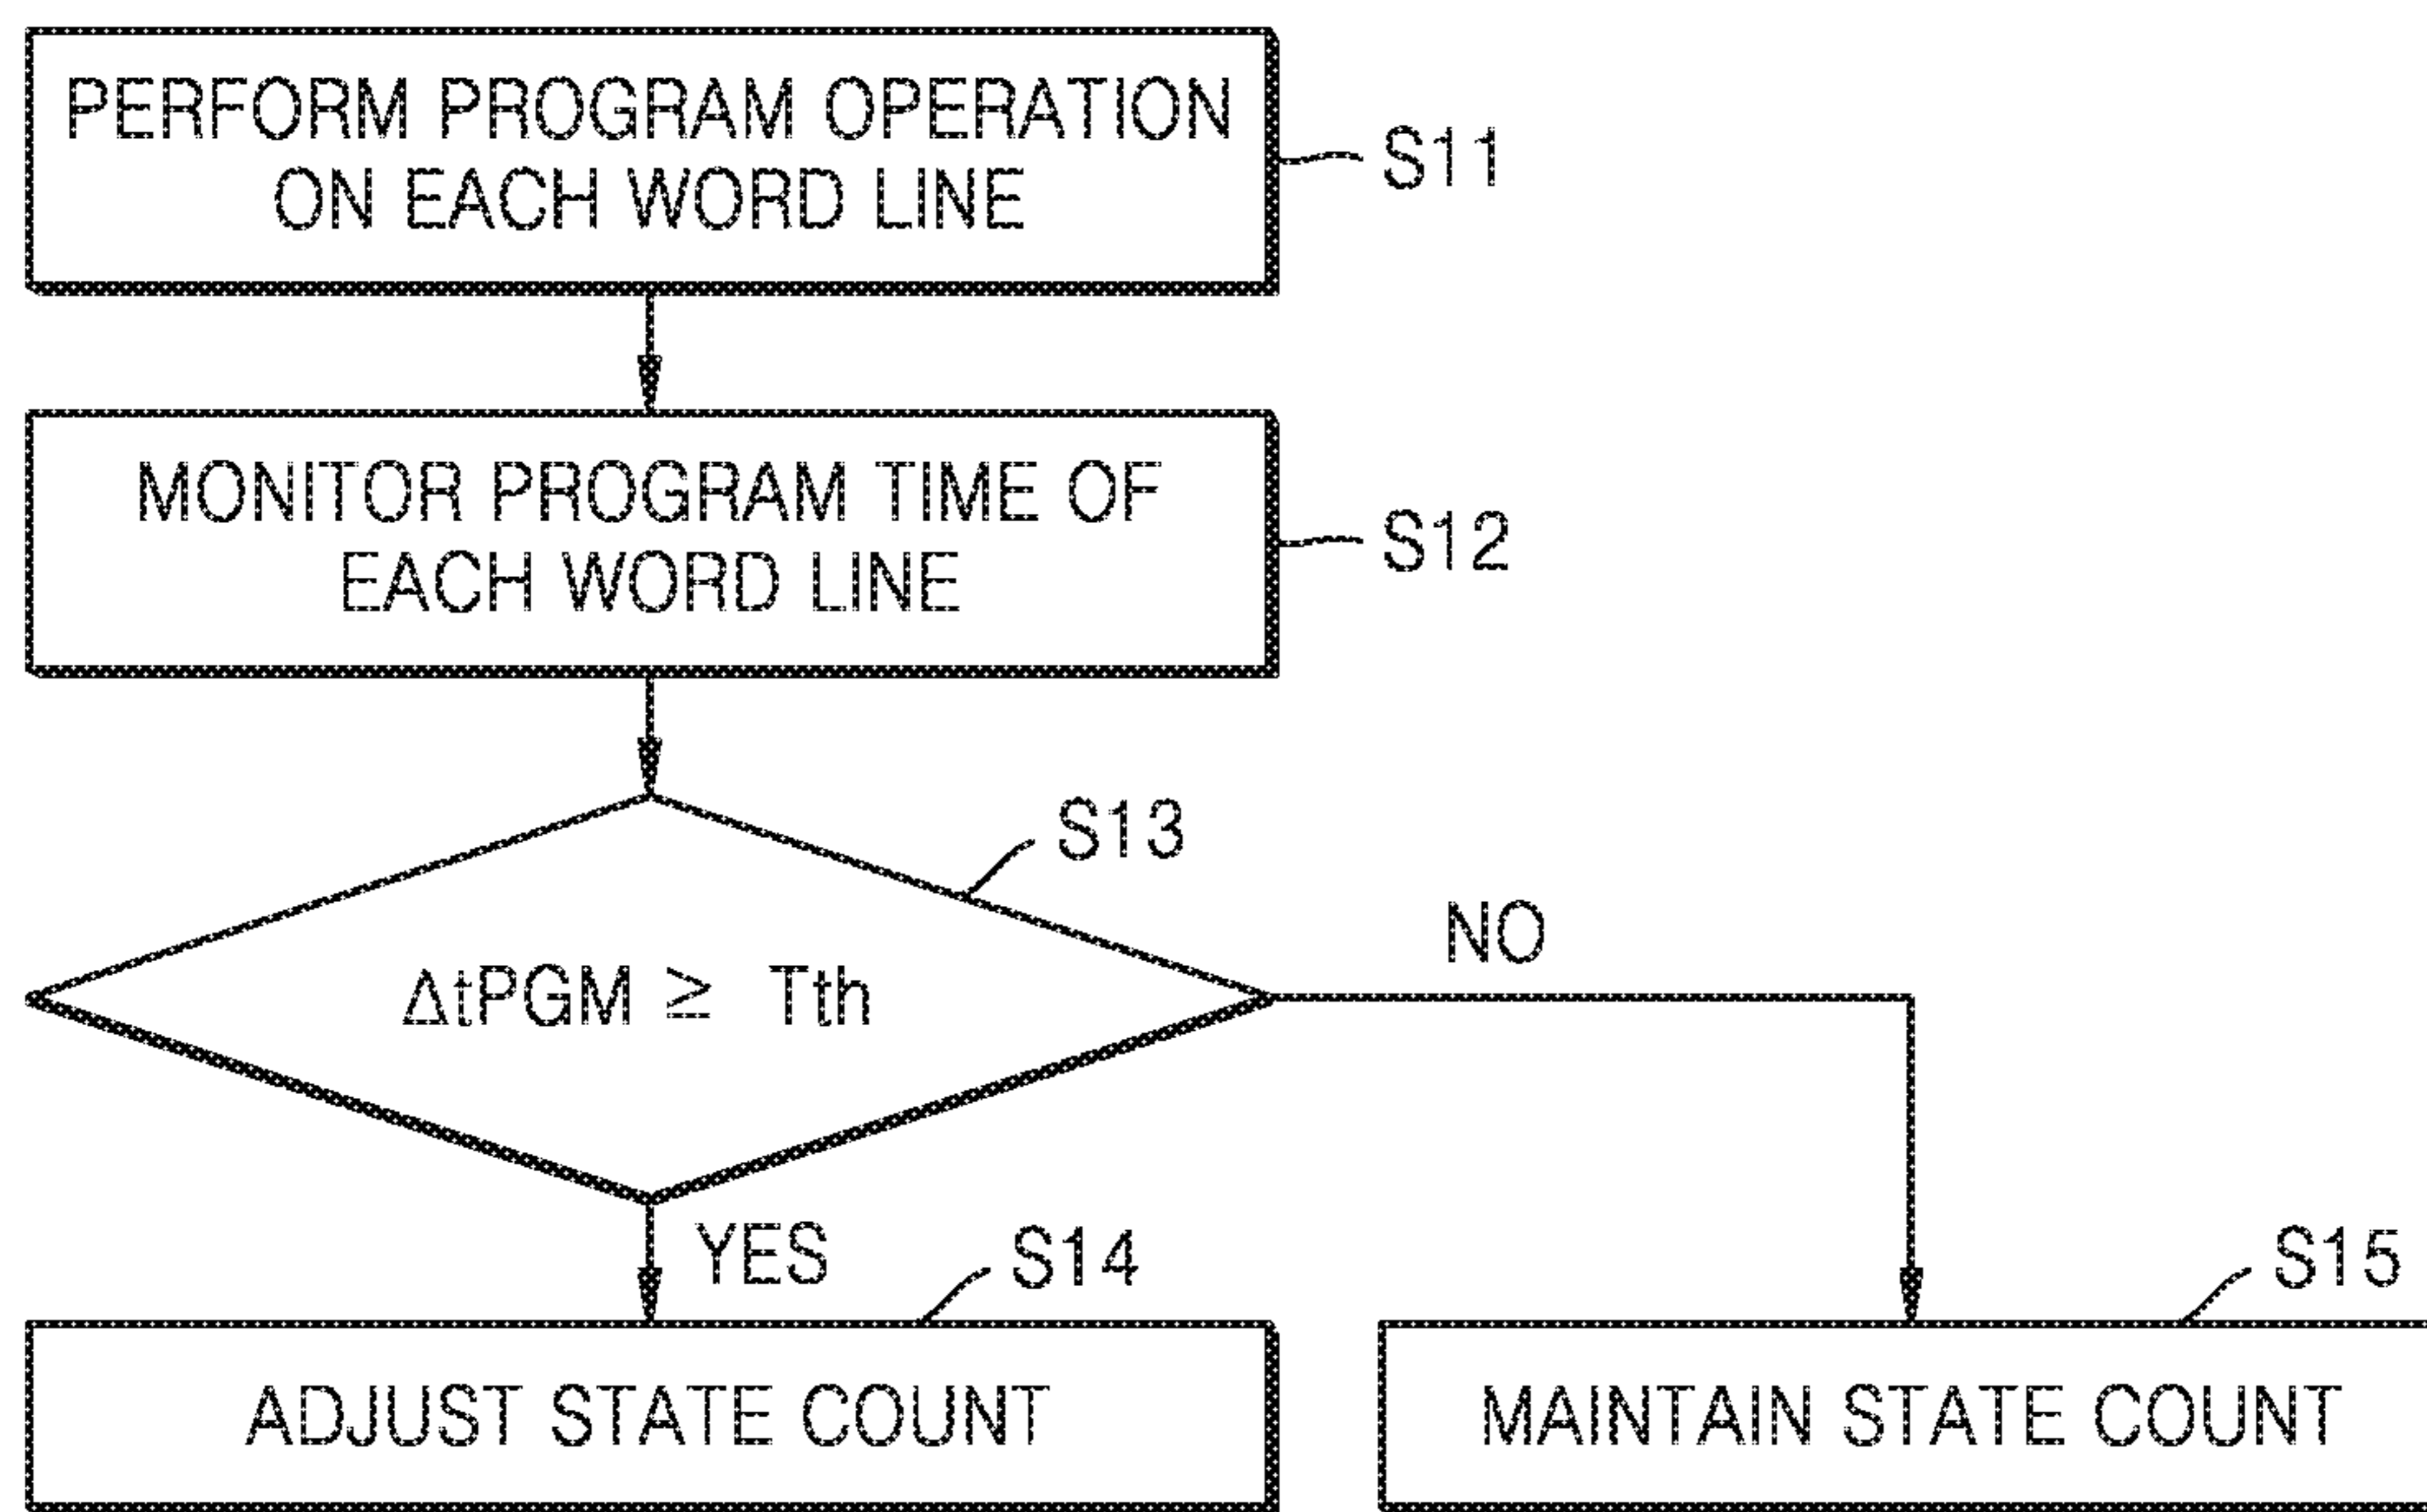 PERFORM PROGRAM OPERATION
ON EACH WORD LINE
S11
MONITOR PROGRAM TIME OF
EACH WORD LINE
S12
S13
ΔtPGM ≥ Tth
NO
YES
S14
S15
ADJUST STATE COUNT
MAINTAIN STATE COUNT